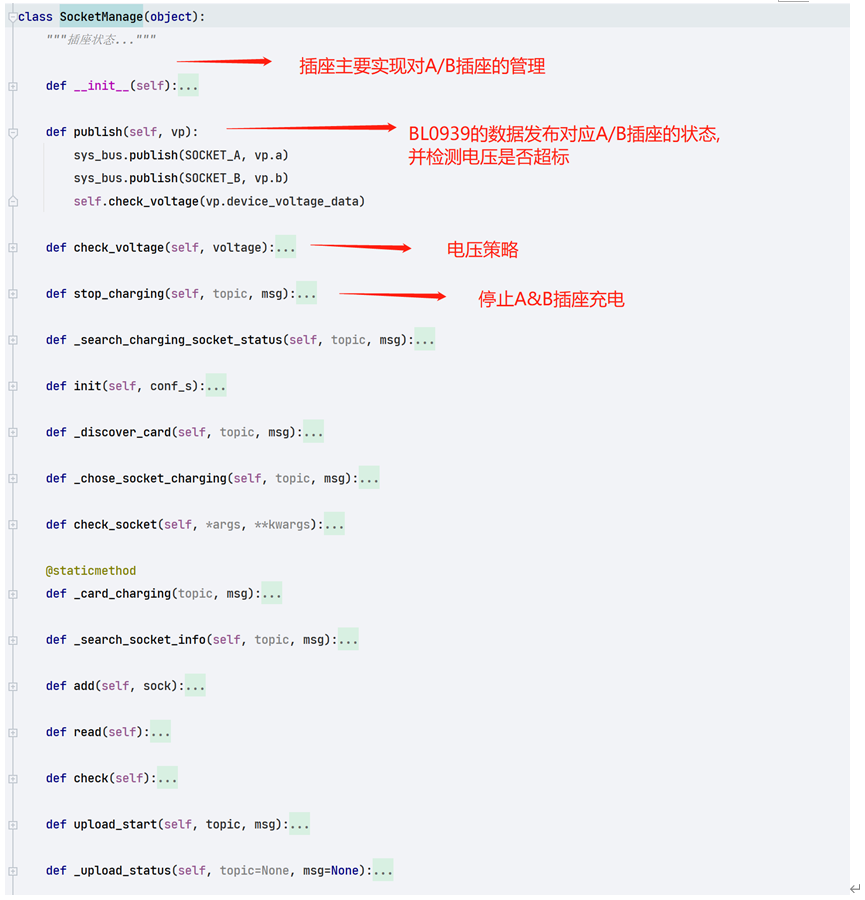 class SocketManage(object):
"""插座状态..."""
插座主要实现对A/B插座的管理
def __init__(self):...
def publish(self, vp):
BL0939的数据发布对应A/B插座的状态,
并检测电压是否超标
sys_bus.publish(SOCKET_A, vp.a)
sys_bus.publish(SOCKET_B, vp.b)
self.check_voltage(vp.device_voltage_data)
def check_voltage(self, voltage):...
电压策略
def stop_charging(self, topic, msg):...
停止A&B插座充电
def _search_charging_socket_status(self, topic, msg):...
def init(self, conf_s):...
def _discover_card(self, topic, msg):...
def _chose_socket_charging(self, topic, msg):...
def check_socket(self, *args, **kwargs):...
@staticmethod
def _card_charging(topic, msg):...
def _search_socket_info(self, topic, msg):...
def add(self, sock):...
def read(self):...
def check(self):...
def upload_start(self, topic, msg):...
def _upload_status(self, topic=None, msg=None):...